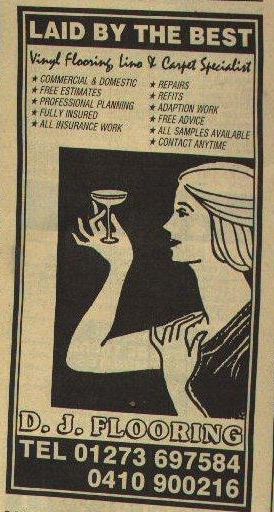 LAID BY THE BEST
Vinyl Flooring, Lino & Carpet Specialist
★ COMMERCIAL & DOMESTIC
★ FREE ESTIMATES
★ PROFESSIONAL PLANNING
★ FULLY INSURED
★ ALL INSURANCE WORK
★ REPAIRS
★ REFITS
★ ADAPTION WORK
★ FREE ADVICE
★ ALL SAMPLES AVAILABLE
★ CONTACT ANYTIME
D. J. FLOORING
TEL 01273 697584
0410 900216